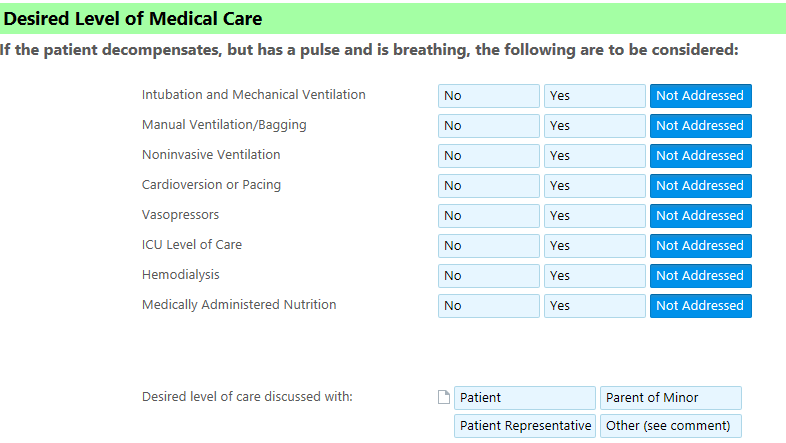 Desired Level of Medical Care
If the patient decompensates, but has a pulse and is breathing, the following are to be considered:
Intubation and Mechanical Ventilation No Yes Not Addressed
Manual Ventilation/Bagging No Yes Not Addressed
Noninvasive Ventilation No Yes Not Addressed
Cardioversion or Pacing No Yes Not Addressed
Vasopressors No Yes Not Addressed
ICU Level of Care No Yes Not Addressed
Hemodialysis No Yes Not Addressed
Medically Administered Nutrition No Yes Not Addressed
Desired level of care discussed with: Patient Parent of Minor
Patient Representative Other (see comment)